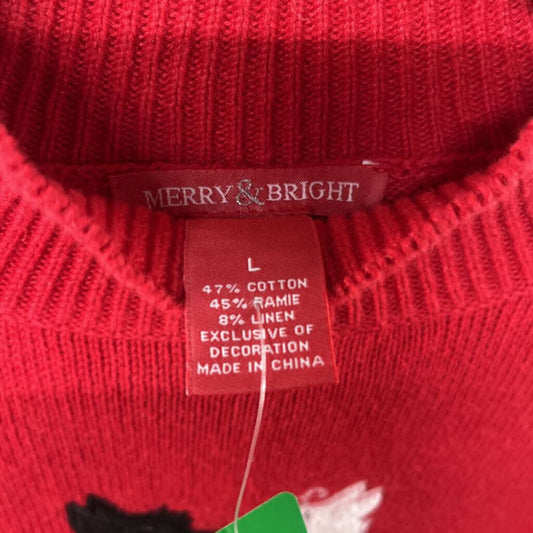 MERRY & BRIGHT
L
47% COTTON
45% RAMIE
8% LINEN
EXCLUSIVE OF
DECORATION
MADE IN CHINA